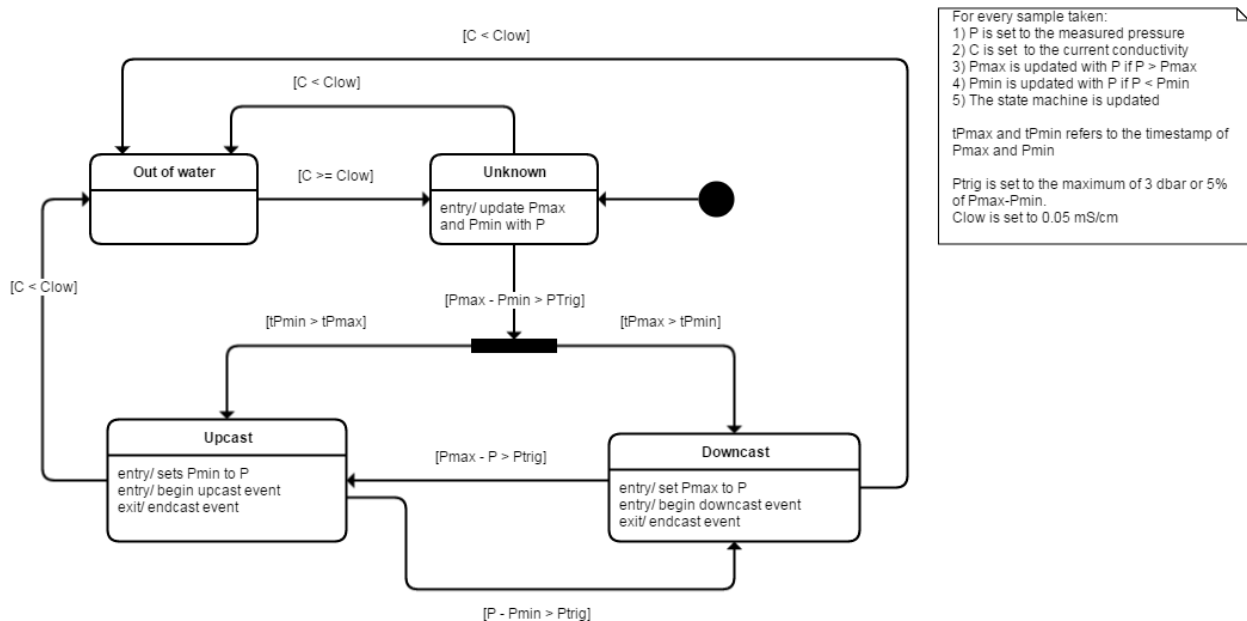 [C < Clow]
[C < Clow]
Out of water
[C >= Clow]
Unknown
entry/ update Pmax
and Pmin with P
[C < Clow]
[Pmax - Pmin > PTrig]
[tPmin > tPmax]
[tPmax > tPmin]
Upcast
entry/ sets Pmin to P
entry/ begin upcast event
exit/ endcast event
[Pmax - P > Ptrig]
Downcast
entry/ set Pmax to P
entry/ begin downcast event
exit/ endcast event
[P - Pmin > Ptrig]
For every sample taken:
1) P is set to the measured pressure
2) C is set to the current conductivity
3) Pmax is updated with P if P > Pmax
4) Pmin is updated with P if P < Pmin
5) The state machine is updated
tPmax and tPmin refers to the timestamp of
Pmax and Pmin
Ptrig is set to the maximum of 3 dbar or 5%
of Pmax-Pmin.
Clow is set to 0.05 mS/cm